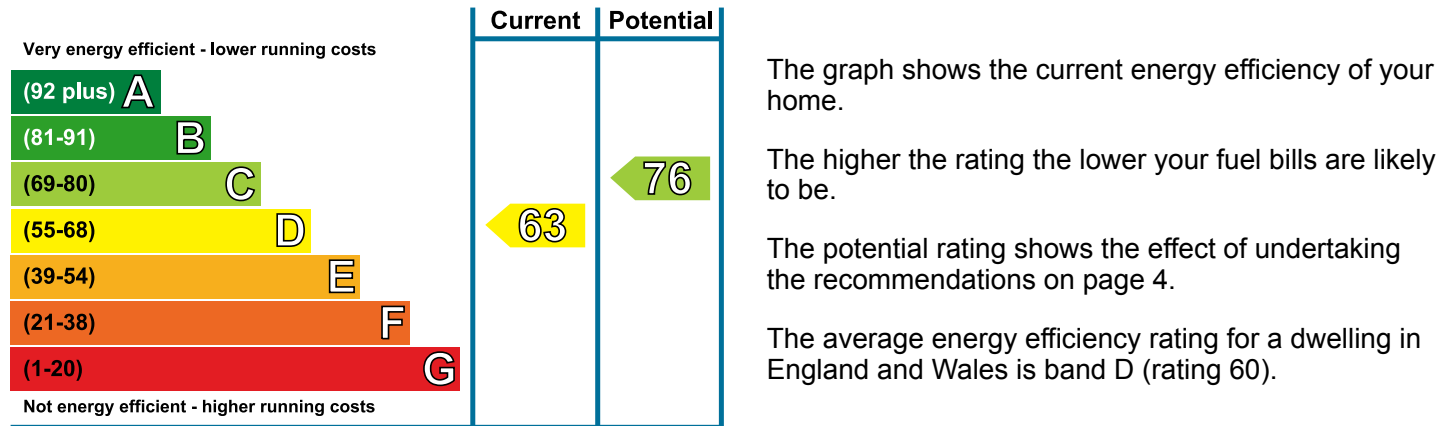 Current Potential
Very energy efficient - lower running costs
(92 plus) A
(81-91) B
(69-80) C
76
(55-68) D
63
(39-54) E
(21-38) F
(1-20) G
Not energy efficient - higher running costs
The graph shows the current energy efficiency of your
home.
The higher the rating the lower your fuel bills are likely
to be.
The potential rating shows the effect of undertaking
the recommendations on page 4.
The average energy efficiency rating for a dwelling in
England and Wales is band D (rating 60).